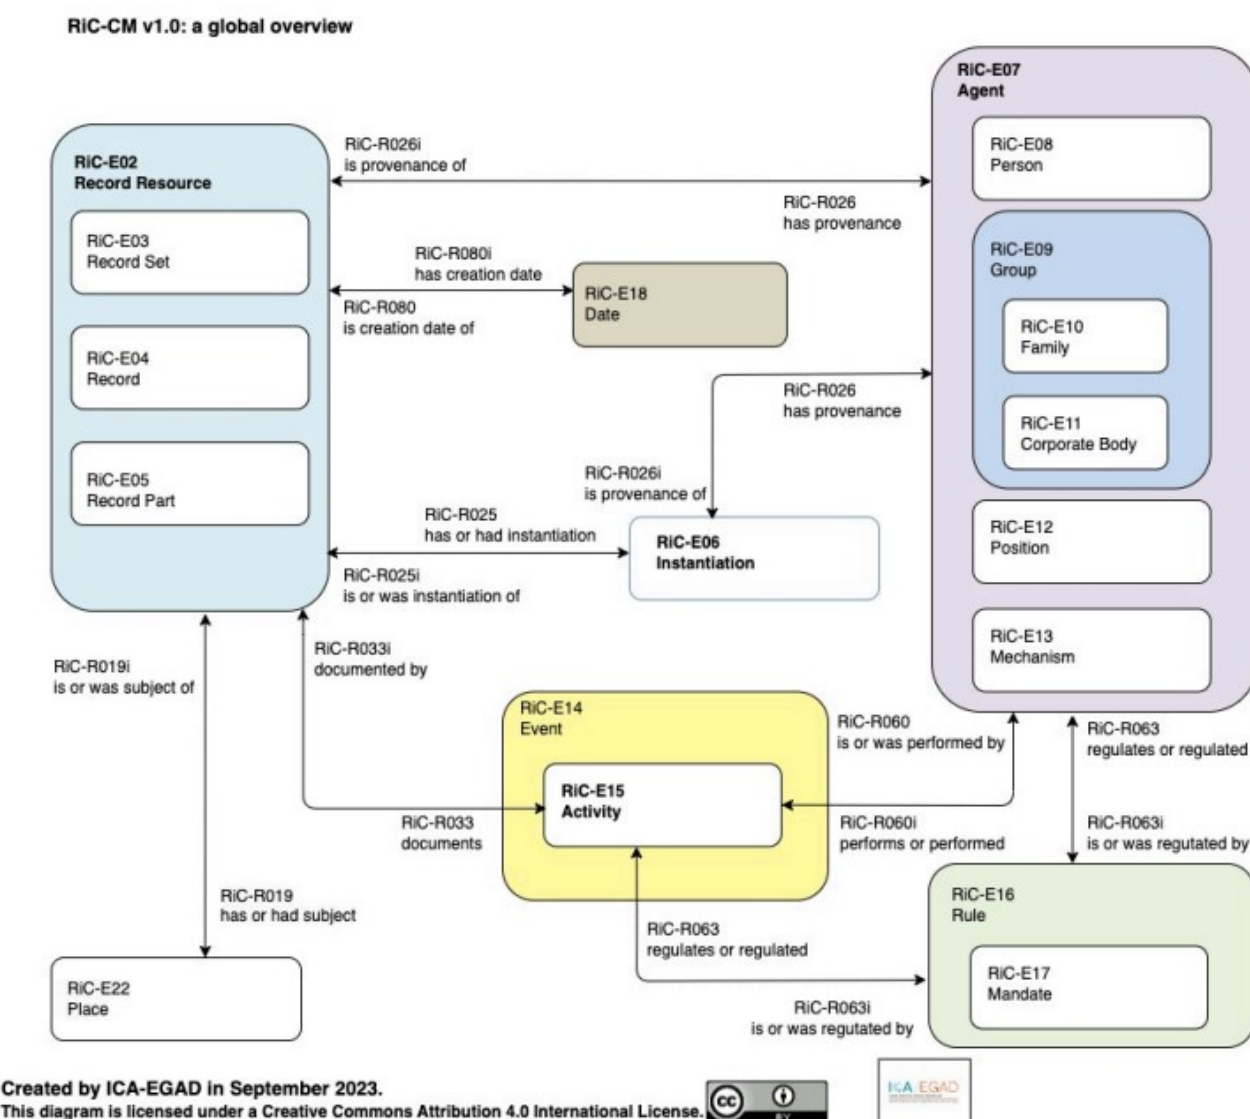 RiC-CM v1.0: a global overview
RiC-E02
Record Resource
RiC-E03
Record Set
RiC-E04
Record
RiC-E05
Record Part
RiC-R026i
is provenance of
RiC-R026
has provenance
RiC-R080i
has creation date
RiC-R080
is creation date of
RiC-E18
Date
RiC-R026
has provenance
RiC-R026i
is provenance of
RiC-R025
has or had instantiation
RiC-R025i
is or was instantiation of
RiC-E06
Instantiation
RiC-E07
Agent
RiC-E08
Person
RiC-E09
Group
RiC-E10
Family
RiC-E11
Corporate Body
RiC-E12
Position
RiC-E13
Mechanism
RiC-R019i
is or was subject of
RiC-R033i
documented by
RiC-E14
Event
RiC-E15
Activity
RiC-R033
documents
RiC-R060
is or was performed by
RiC-R060i
performs or performed
RiC-R063
regulates or regulated
RiC-R063i
is or was regutated by
RiC-R019
has or had subject
RiC-E22
Place
RiC-R063
regulates or regulated
RiC-R063i
is or was regutated by
RiC-E16
Rule
RiC-E17
Mandate
Created by ICA-EGAD in September 2023.
This diagram is licensed under a Creative Commons Attribution 4.0 International License.
cc
BY
ICA EGAD